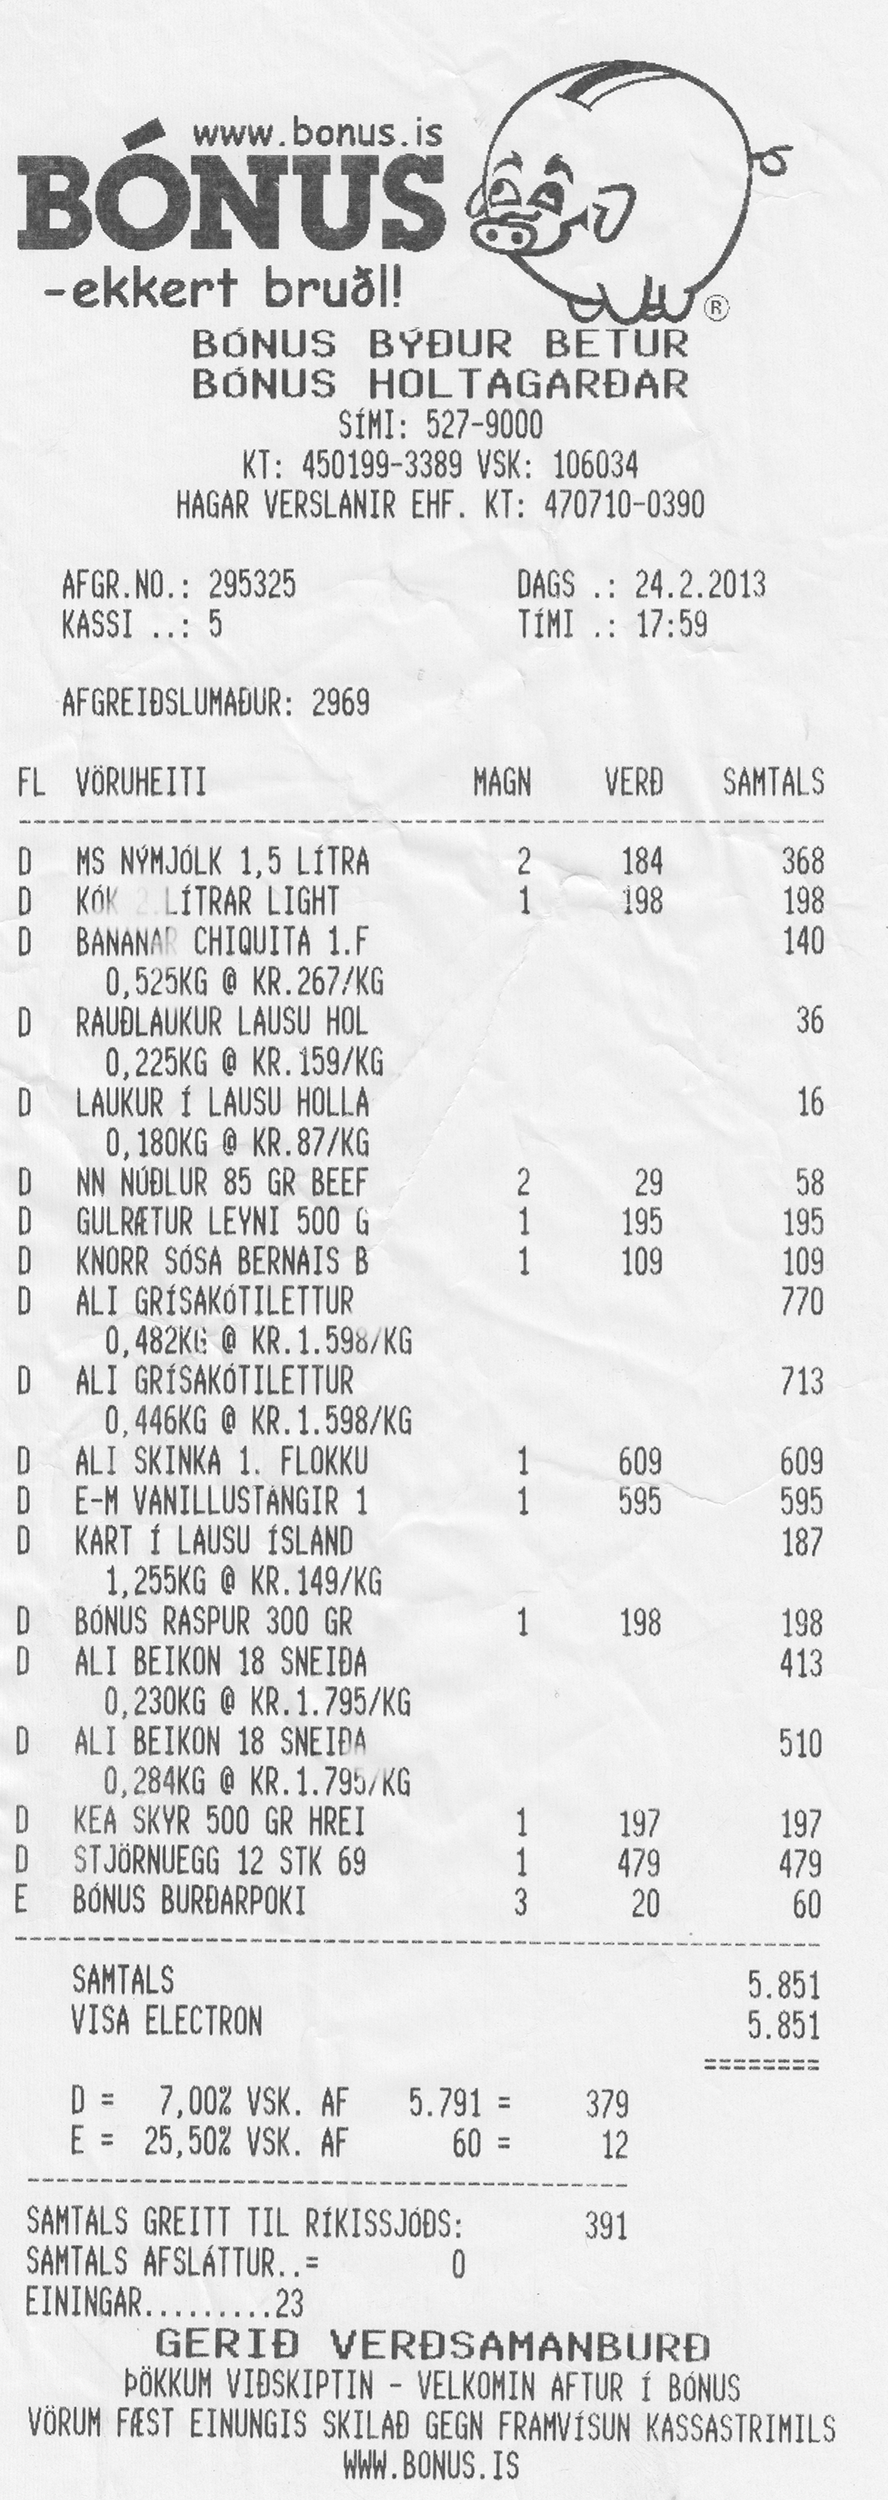 www.bonus.is
BÓNUS
-ekkert bruðl!
®
BÓNUS BÝÐUR BETUR
BÓNUS HOLTAGARÐAR
SÍMI: 527-9000
KT: 450199-3389 VSK: 106034
HAGAR VERSLANIR EHF. KT: 470710-0390
AFGR.NO.: 295325 DAGS .: 24.2.2013
KASSI ..: 5 TÍMI .: 17:59
AFGREIÐSLUMAÐUR: 2969
FL VÖRUHEITI MAGN VERÐ SAMTALS
D MS NÝMJÓLK 1,5 LÍTRA 2 184 368
D KÓK 2.LÍTRAR LIGHT 1 198 198
D BANANAR CHIQUITA 1.F 140
0,525KG @ KR.267/KG
D RAUÐLAUKUR LAUSU HOL 36
0,225KG @ KR.159/KG
D LAUKUR Í LAUSU HOLLA 16
0,180KG @ KR.87/KG
D NN NÚÐLUR 85 GR BEEF 2 29 58
D GULRÆTUR LEYNI 500 G 1 195 195
D KNORR SÓSA BERNAIS B 1 109 109
D ALI GRÍSAKÓTILETTUR 770
0,482KG @ KR.1.598/KG
D ALI GRÍSAKÓTILETTUR 713
0,446KG @ KR.1.598/KG
D ALI SKINKA 1. FLOKKU 1 609 609
D E-M VANILLUSTANGIR 1 1 595 595
D KART Í LAUSU ÍSLAND 187
1,255KG @ KR.149/KG
D BÓNUS RASPUR 300 GR 1 198 198
D ALI BEIKON 18 SNEIÐA 413
0,230KG @ KR.1.795/KG
D ALI BEIKON 18 SNEIÐA 510
0,284KG @ KR.1.795/KG
D KEA SKYR 500 GR HREI 1 197 197
D STJÖRNUEGG 12 STK 69 1 479 479
E BÓNUS BURÐARPOKI 3 20 60
SAMTALS 5.851
VISA ELECTRON 5.851
========
D = 7,00% VSK. AF 5.791 = 379
E = 25,50% VSK. AF 60 = 12
SAMTALS GREITT TIL RÍKISSJÓÐS: 391
SAMTALS AFSLÁTTUR..= 0
EININGAR.........23
GERIÐ VERÐSAMANBURÐ
ÞÖKKUM VIÐSKIPTIN - VELKOMIN AFTUR Í BÓNUS
VÖRUM FÆST EINUNGIS SKILAÐ GEGN FRAMVÍSUN KASSASTRIMILS
WWW.BONUS.IS